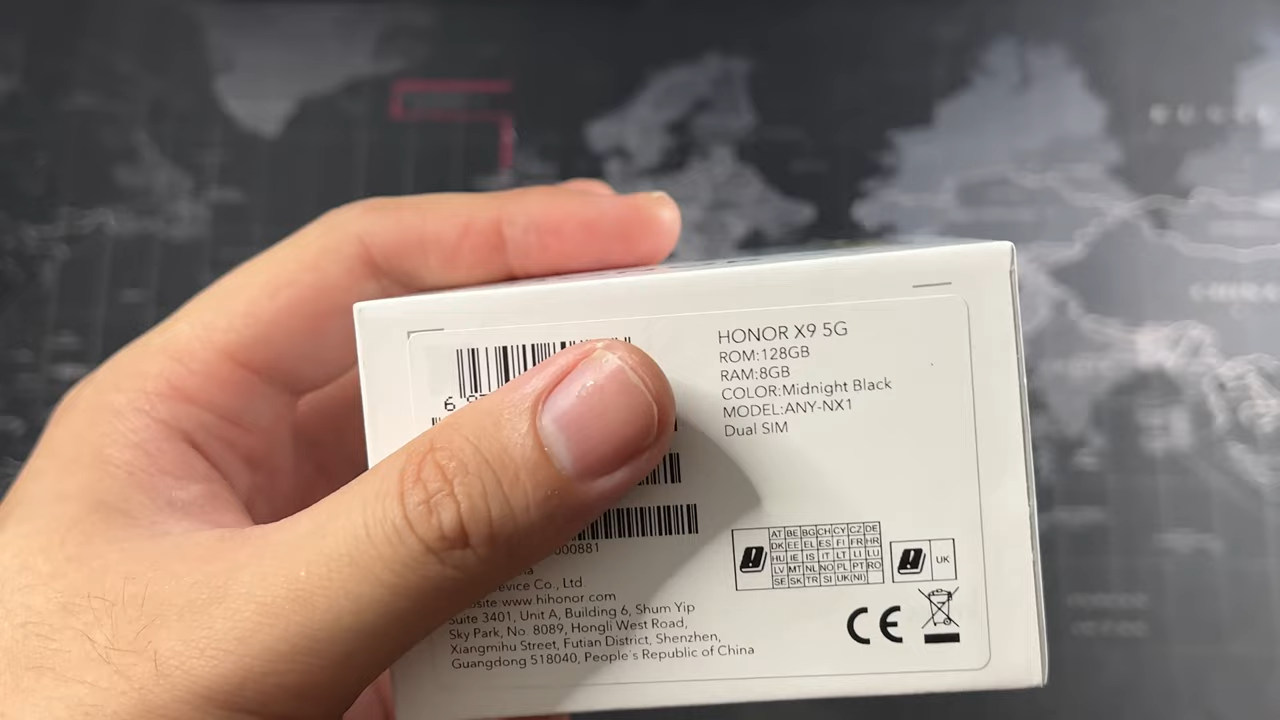 HONOR X9 5G
ROM:128GB
RAM:8GB
COLOR:Midnight Black
MODEL:ANY-NX1
Dual SIM
6
000881
evice Co., Ltd
www.hihonor.com
Suite 3401, Unit A, Building 6, Shum Yip
Sky Park, No. 8089, Hongli West Road,
Xiangmihu Street, Futian District, Shenzhen,
Guangdong 518040, People's Republic of China
AT BE BG CH CY CZ DE
DK EE EL ES FI FR HR
HU IE IS IT LT LI LU
LV MT NL NO PL PT RO
SE SK TR SI UK(NI)
UK
CE